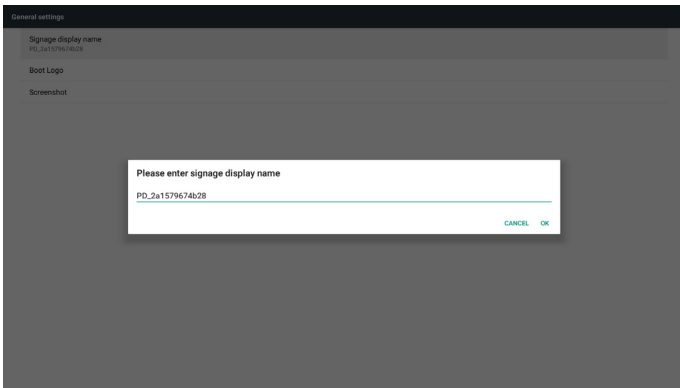 General settings
Signage display name
PD_2a1579674b28
Boot Logo
Screenshot
Please enter signage display name
PD_2a1579674b28
CANCEL OK